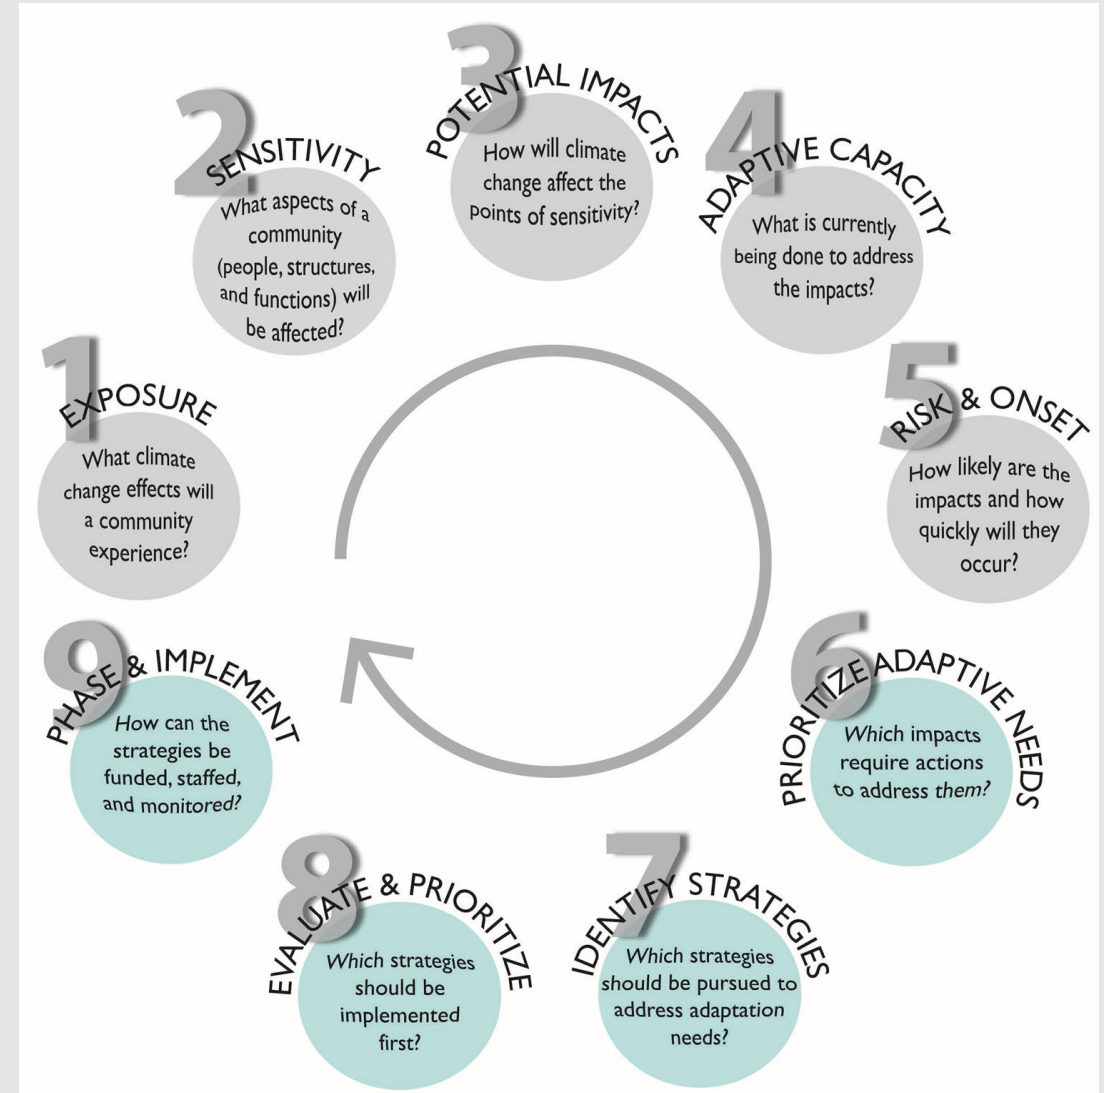 1
EXPOSURE
What climate
change effects will
a community
experience?
2
SENSITIVITY
What aspects of a
community
(people, structures,
and functions) will
be affected?
3
POTENTIAL IMPACTS
How will climate
change affect the
points of sensitivity?
4
ADAPTIVE CAPACITY
What is currently
being done to address
the impacts?
5
RISK & ONSET
How likely are the
impacts and how
quickly will they
occur?
6
PRIORITIZE ADAPTIVE NEEDS
Which impacts
require actions
to address them?
7
IDENTIFY STRATEGIES
Which strategies
should be pursued to
address adaptation
needs?
8
EVALUATE & PRIORITIZE
Which strategies
should be
implemented
first?
9
PHASE & IMPLEMENT
How can the
strategies be
funded, staffed,
and monitored?